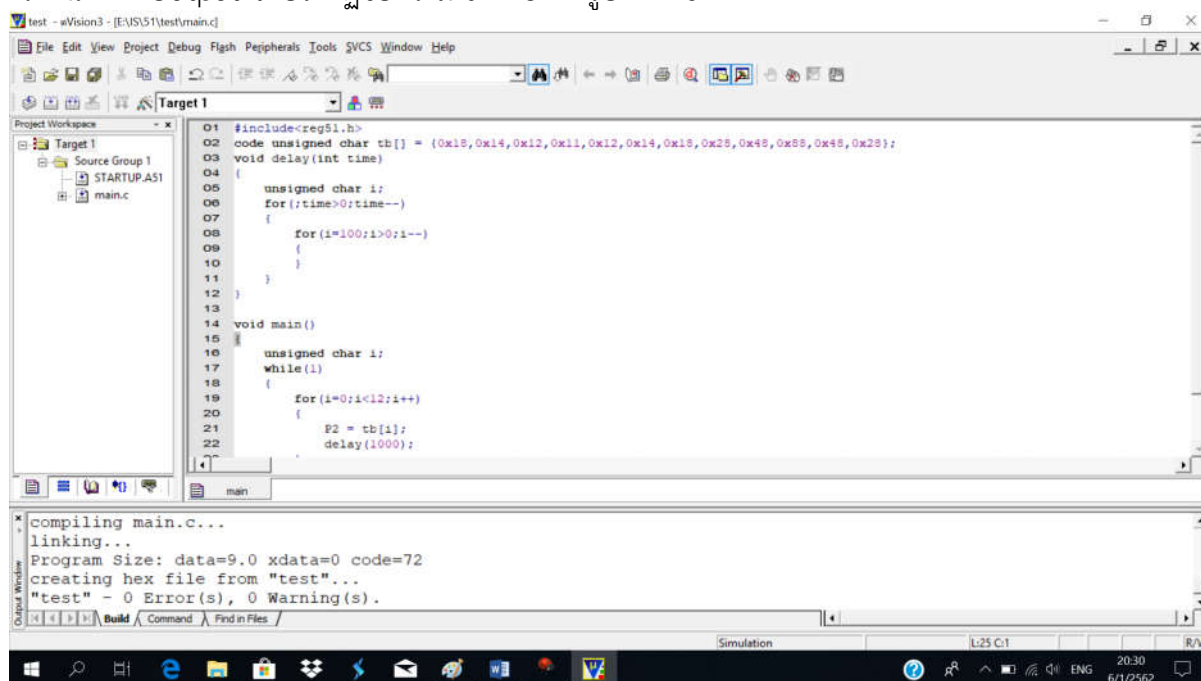 test - µVision3 - [E:\IS\51\test\main.c]
File Edit View Project Debug Flash Peripherals Tools SVCS Window Help
Target 1
Project Workspace
Target 1
Source Group 1
STARTUP.A51
main.c
01 #include<reg51.h>
02 code unsigned char tb[] = {0x18,0x14,0x12,0x11,0x12,0x14,0x18,0x28,0x48,0x88,0x48,0x28};
03 void delay(int time)
04 {
05 unsigned char i;
06 for(;time>0;time--)
07 {
08 for(i=100;i>0;i--)
09 {
10 }
11 }
12 }
13
14 void main()
15 {
16 unsigned char i;
17 while(1)
18 {
19 for(i=0;i<12;i++)
20 {
21 P2 = tb[i];
22 delay(1000);
main
compiling main.c...
linking...
Program Size: data=9.0 xdata=0 code=72
creating hex file from "test"...
"test" - 0 Error(s), 0 Warning(s).
Output Window
Build Command Find in Files
Simulation L:25 C:1 R/
ENG 20:30
6/1/2562